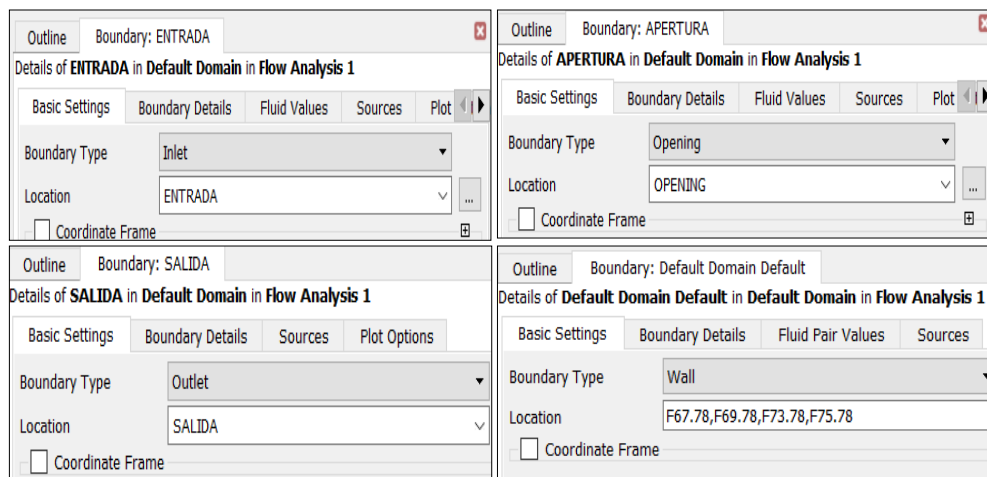 Outline Boundary: ENTRADA
Details of ENTRADA in Default Domain in Flow Analysis 1
Basic Settings Boundary Details Fluid Values Sources Plot
Boundary Type Inlet
Location ENTRADA ...
Coordinate Frame
Outline Boundary: APERTURA
Details of APERTURA in Default Domain in Flow Analysis 1
Basic Settings Boundary Details Fluid Values Sources Plot
Boundary Type Opening
Location OPENING ...
Coordinate Frame
Outline Boundary: SALIDA
Details of SALIDA in Default Domain in Flow Analysis 1
Basic Settings Boundary Details Sources Plot Options
Boundary Type Outlet
Location SALIDA
Coordinate Frame
Outline Boundary: Default Domain Default
Details of Default Domain Default in Default Domain in Flow Analysis 1
Basic Settings Boundary Details Fluid Pair Values Sources
Boundary Type Wall
Location F67.78,F69.78,F73.78,F75.78
Coordinate Frame